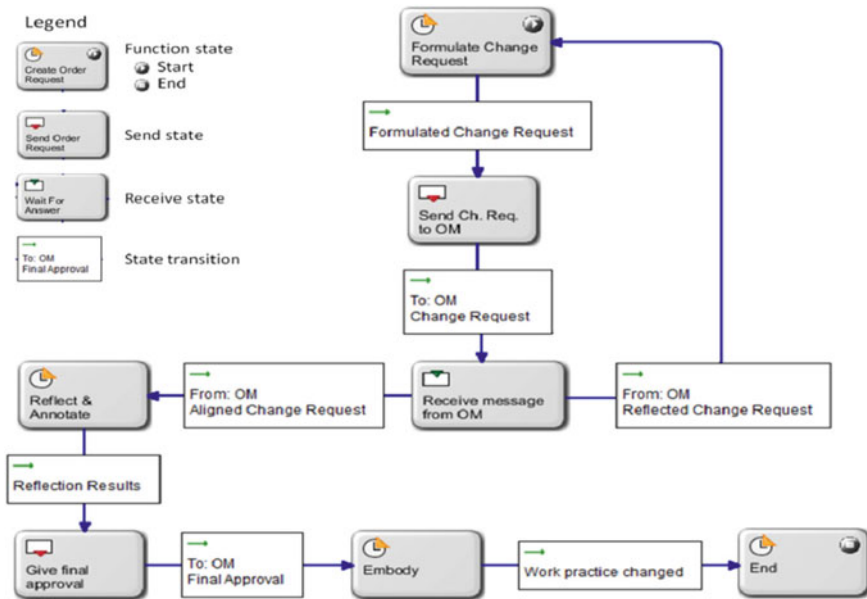 Legend
Create Order
Request
Function state
Start
End
Send Order
Request
Send state
Wait For
Answer
Receive state
To: OM
Final Approval
State transition
Formulate Change
Request
Formulated Change Request
Send Ch. Req.
to OM
To: OM
Change Request
Reflect &
Annotate
From: OM
Aligned Change Request
Receive message
from OM
From: OM
Reflected Change Request
Reflection Results
Give final
approval
To: OM
Final Approval
Embody
Work practice changed
End